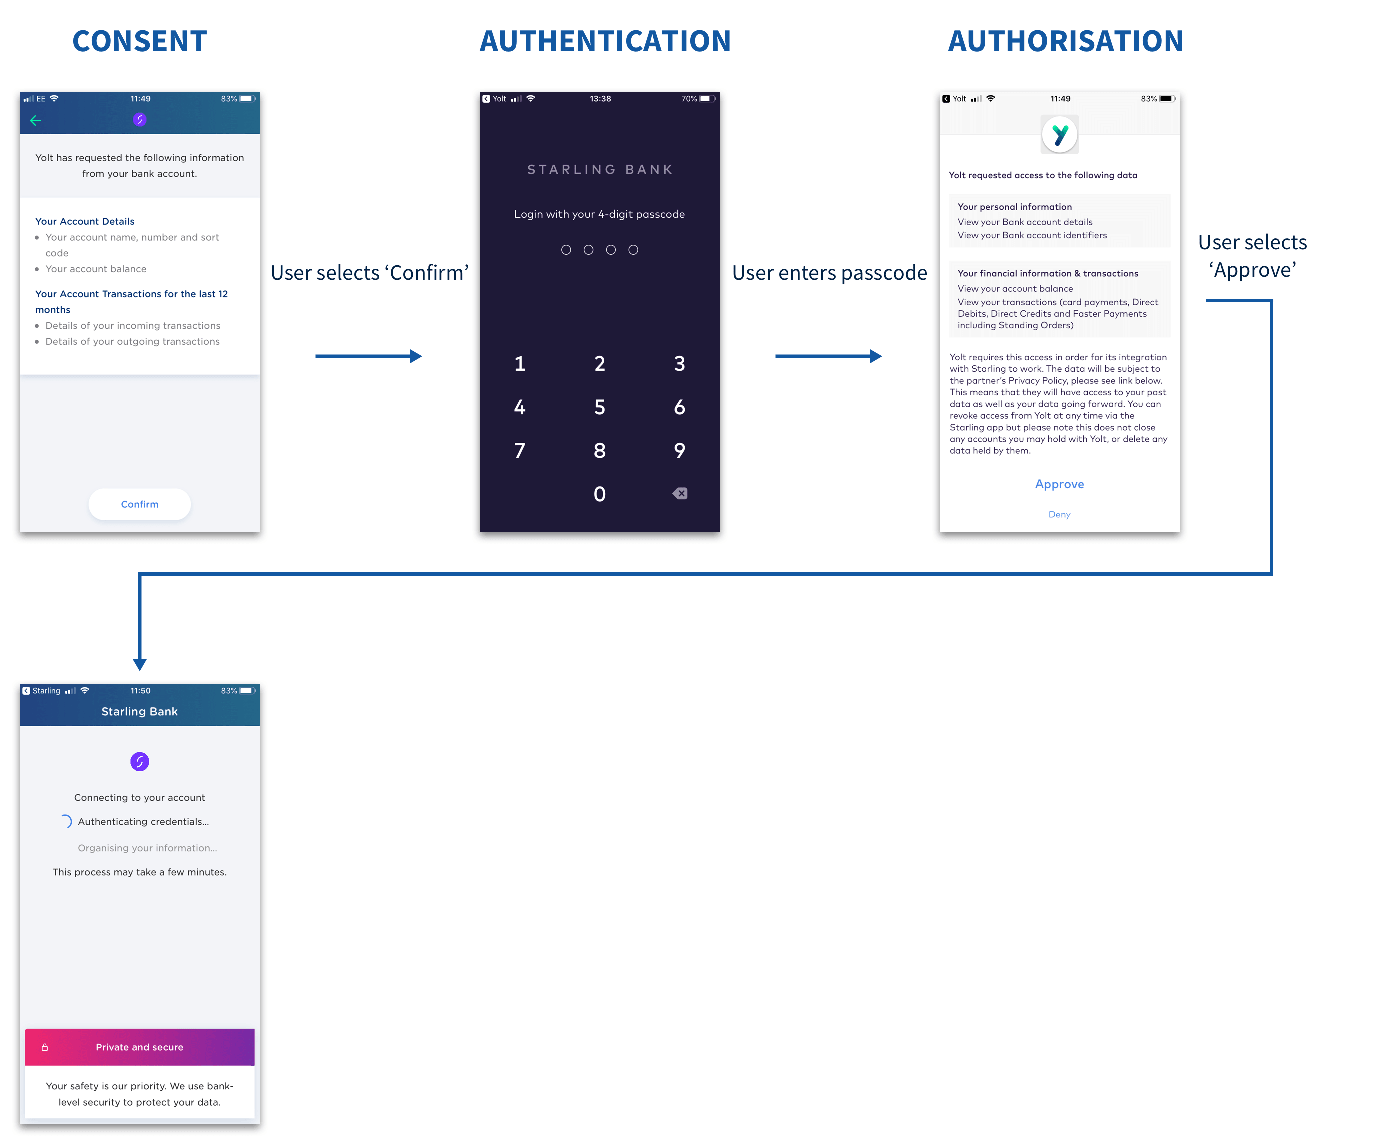 CONSENT
AUTHENTICATION
AUTHORISATION
EE
11:49
83%
Yolt has requested the following information
from your bank account.
Your Account Details
• Your account name, number and sort
code
• Your account balance
Your Account Transactions for the last 12
months
• Details of your incoming transactions
• Details of your outgoing transactions
Confirm
User selects ‘Confirm’
Yolt
13:38
70%
STARLING BANK
Login with your 4-digit passcode
1 2 3
4 5 6
7 8 9
0
User enters passcode
Yolt
11:49
83%
Yolt requested access to the following data
Your personal information
View your Bank account details
View your Bank account identifiers
Your financial information & transactions
View your account balance
View your transactions (card payments, Direct
Debits, Direct Credits and Faster Payments
including Standing Orders)
Yolt requires this access in order for its integration
with Starling to work. The data will be subject to
the partner's Privacy Policy, please see link below.
This means that they will have access to your past
data as well as your data going forward. You can
revoke access from Yolt at any time via the
Starling app but please note this does not close
any accounts you may hold with Yolt, or delete any
data held by them.
Approve
Deny
User selects
‘Approve’
Starling
11:50
83%
Starling Bank
Connecting to your account
Authenticating credentials...
Organising your information...
This process may take a few minutes.
Private and secure
Your safety is our priority. We use bank-
level security to protect your data.